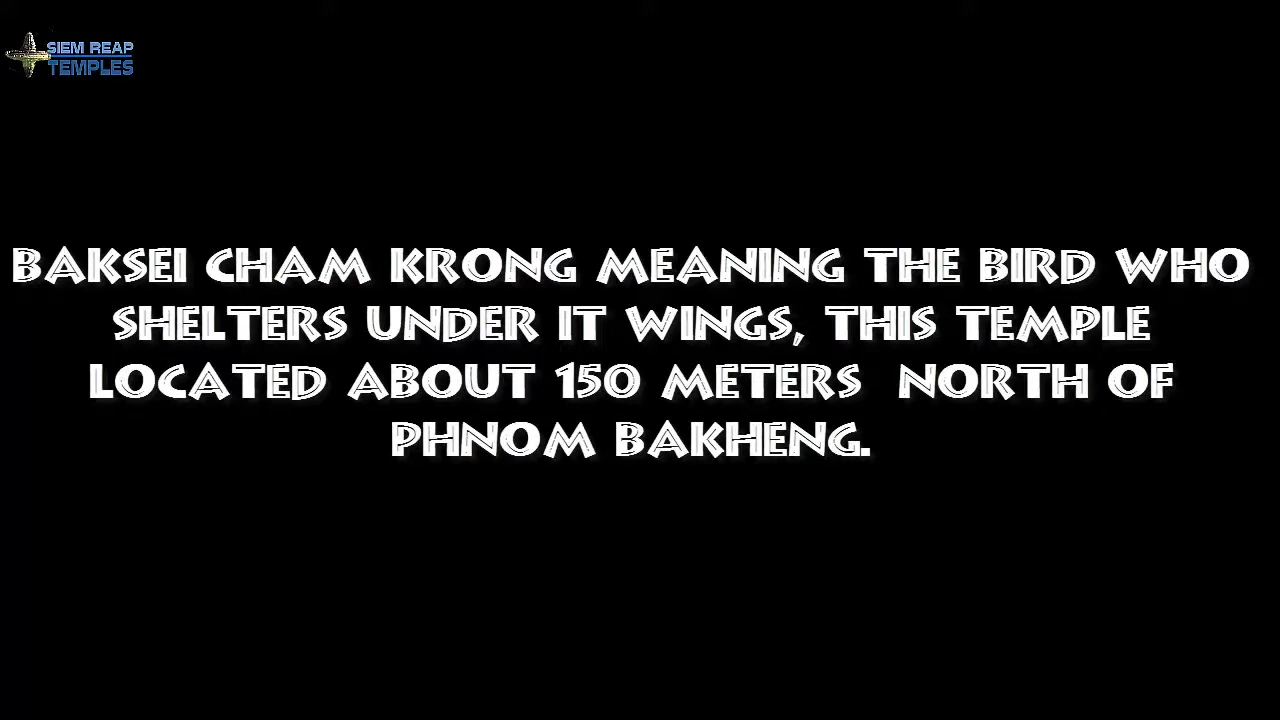 SIEM REAP
TEMPLES
BAKSEI CHAM KRONG MEANING THE BIRD WHO
SHELTERS UNDER IT WINGS, THIS TEMPLE
LOCATED ABOUT 150 METERS NORTH OF
PHNOM BAKHENG.